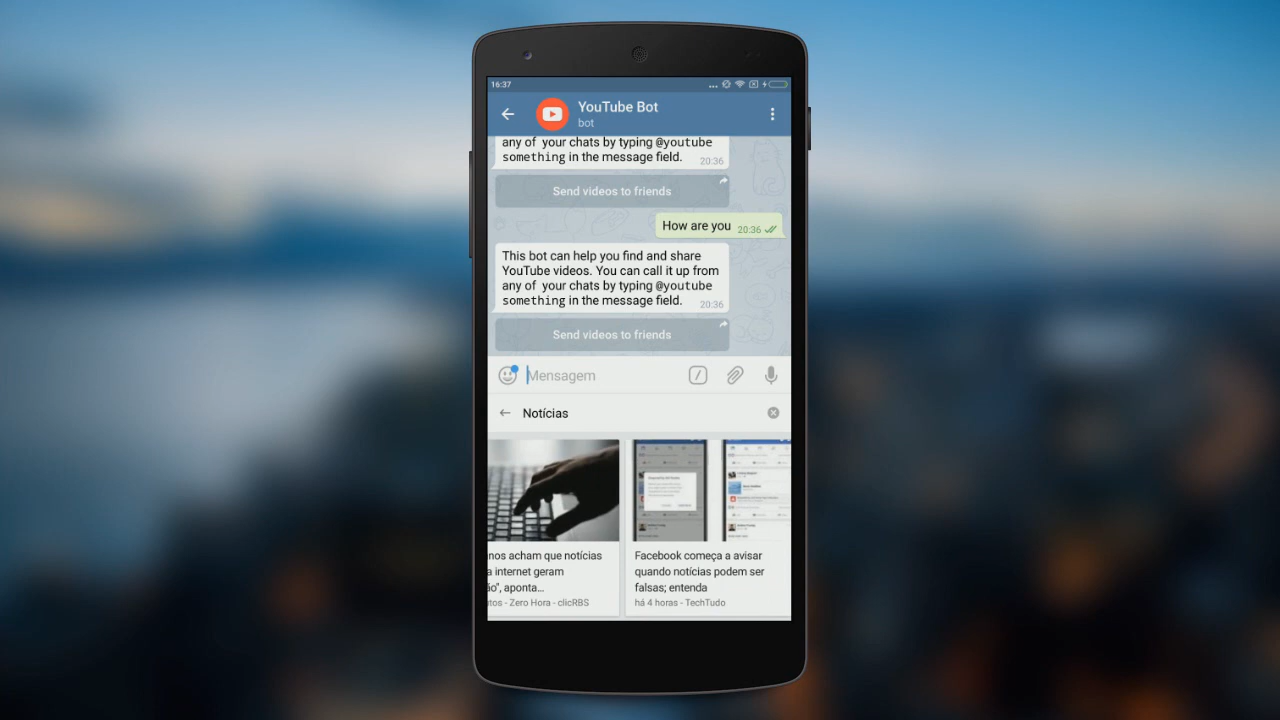 16:37
YouTube Bot
bot
any of your chats by typing @youtube
something in the message field. 20:36
Send videos to friends
How are you 20:36
This bot can help you find and share
YouTube videos. You can call it up from
any of your chats by typing @youtube
something in the message field. 20:36
Send videos to friends
Mensagem
Notícias
nos acham que notícias
a internet geram
io", aponta...
tos - Zero Hora - clicRBS
Facebook começa a avisar
quando notícias podem ser
falsas; entenda
há 4 horas - TechTudo